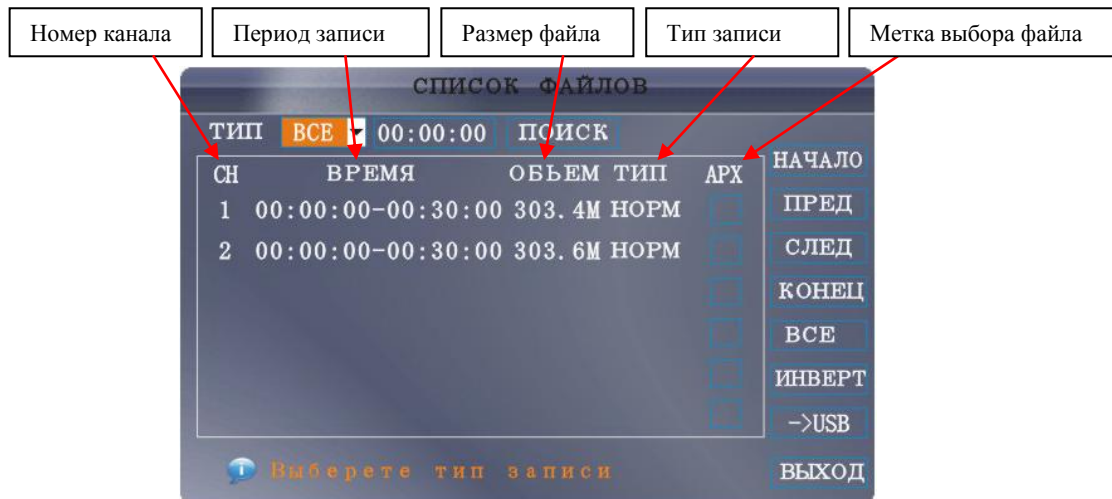 Номер канала
Период записи
Размер файла
Тип записи
Метка выбора файла
СПИСОК ФАЙЛОВ
ТИП ВСЕ 00:00:00 ПОИСК
CH ВРЕМЯ ОБЬЕМ ТИП АРХ
1 00:00:00-00:30:00 303.4M НОРМ
2 00:00:00-00:30:00 303.6M НОРМ
НАЧАЛО
ПРЕД
СЛЕД
КОНЕЦ
ВСЕ
ИНВЕРТ
->USB
ВЫХОД
Выберете тип записи